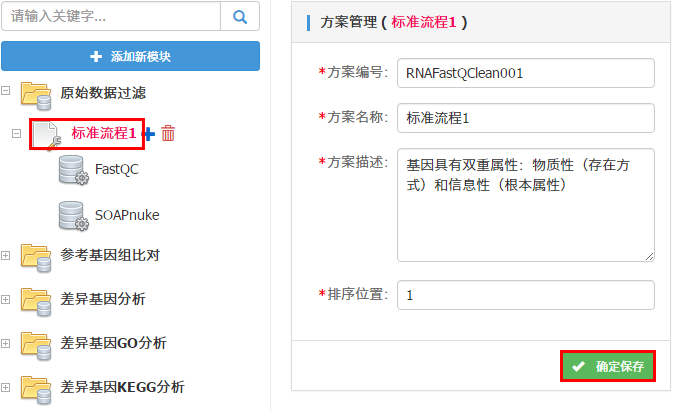 请输入关键字...
添加新模块
原始数据过滤
标准流程1
FastQC
SOAPnuke
参考基因组比对
差异基因分析
差异基因GO分析
差异基因KEGG分析
方案管理（标准流程1）
*方案编号： RNAFastQClean001
*方案名称： 标准流程1
*方案描述： 基因具有双重属性：物质性（存在方
式）和信息性（根本属性）
*排序位置： 1
确定保存